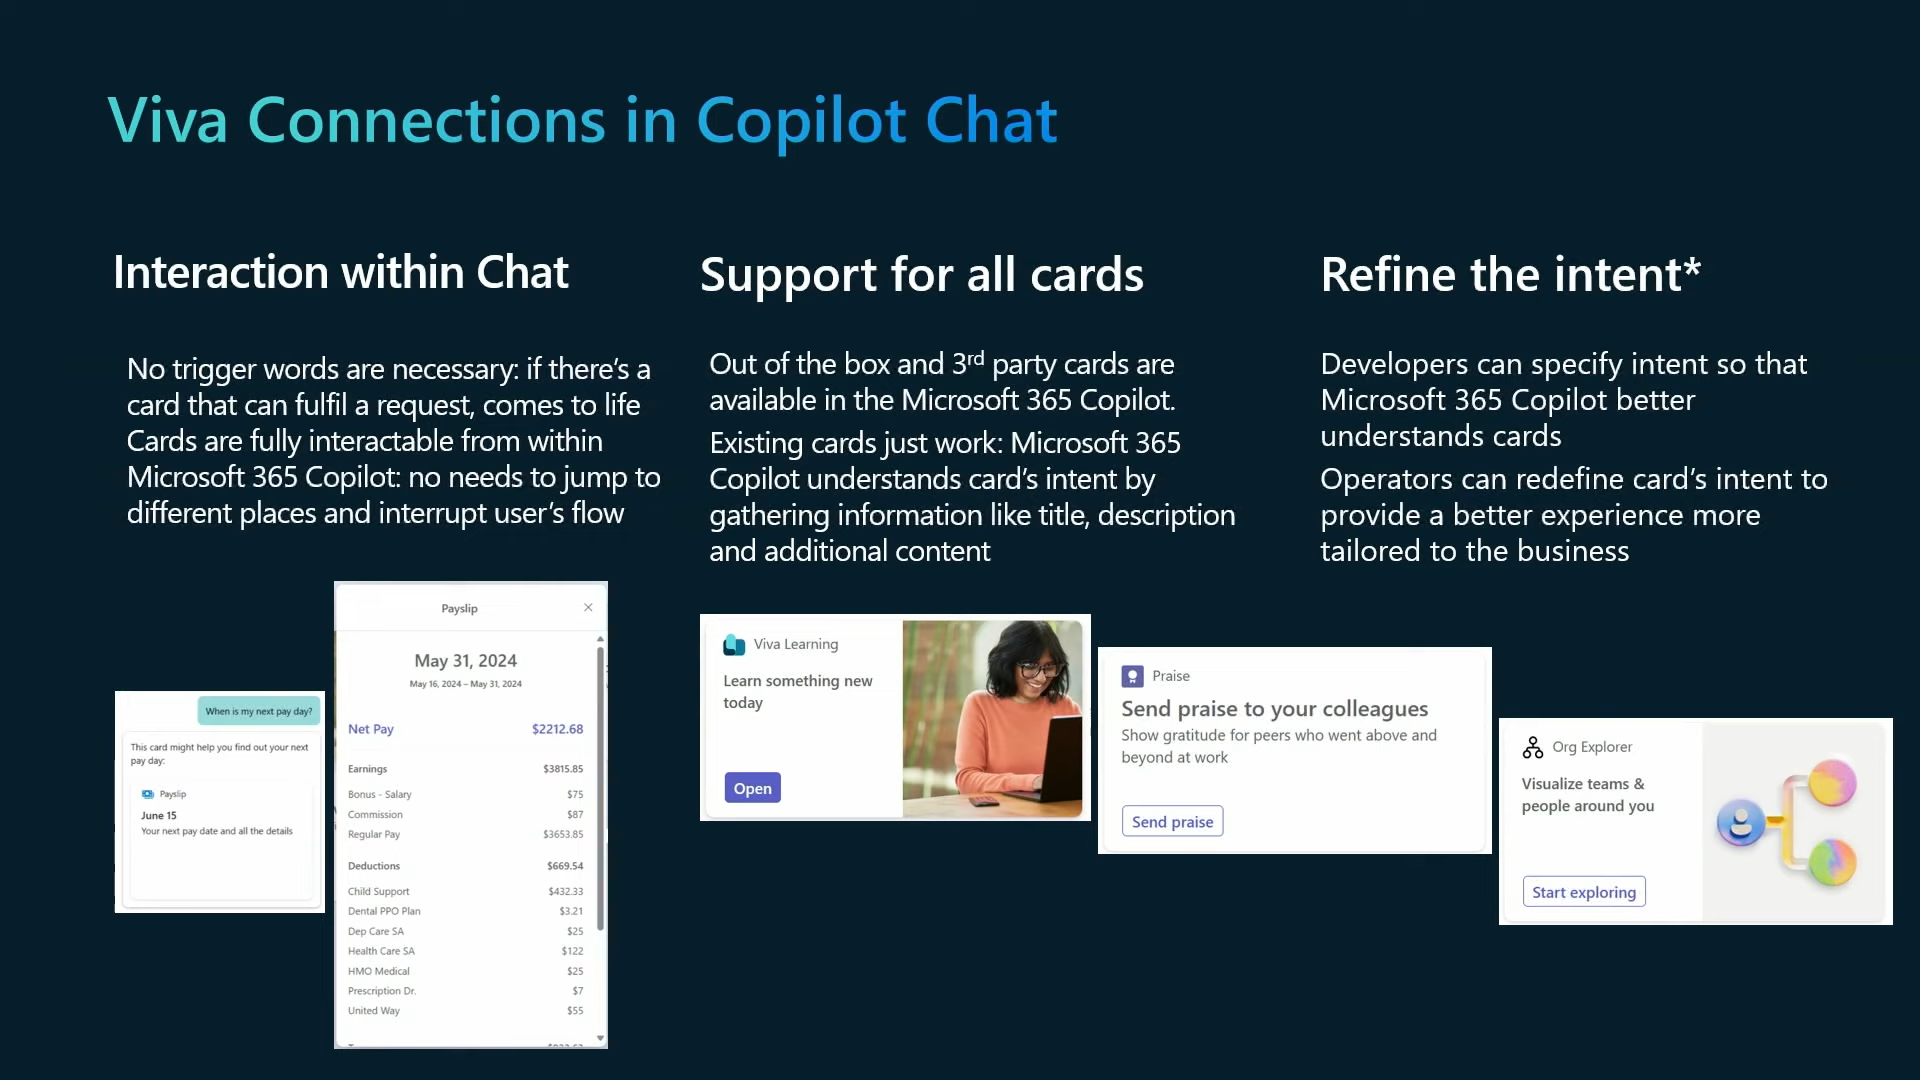 Viva Connections in Copilot Chat
Interaction within Chat
No trigger words are necessary: if there's a
card that can fulfil a request, comes to life
Cards are fully interactable from within
Microsoft 365 Copilot: no needs to jump to
different places and interrupt user's flow
When is my next pay day?
This card might help you find out your next
pay day:
Payslip
June 15
Your next pay date and all the details
Payslip
May 31, 2024
May 16, 2024 – May 31, 2024
Net Pay $2212.68
Earnings $3815.85
Bonus - Salary $75
Commission $87
Regular Pay $3653.85
Deductions $669.54
Child Support $432.33
Dental PPO Plan $3.21
Dep Care SA $25
Health Care SA $122
HMO Medical $25
Prescription Dr. $7
United Way $55
Support for all cards
Out of the box and 3rd party cards are
available in the Microsoft 365 Copilot.
Existing cards just work: Microsoft 365
Copilot understands card's intent by
gathering information like title, description
and additional content
Viva Learning
Learn something new
today
Open
Praise
Send praise to your colleagues
Show gratitude for peers who went above and
beyond at work
Send praise
Refine the intent*
Developers can specify intent so that
Microsoft 365 Copilot better
understands cards
Operators can redefine card's intent to
provide a better experience more
tailored to the business
Org Explorer
Visualize teams &
people around you
Start exploring